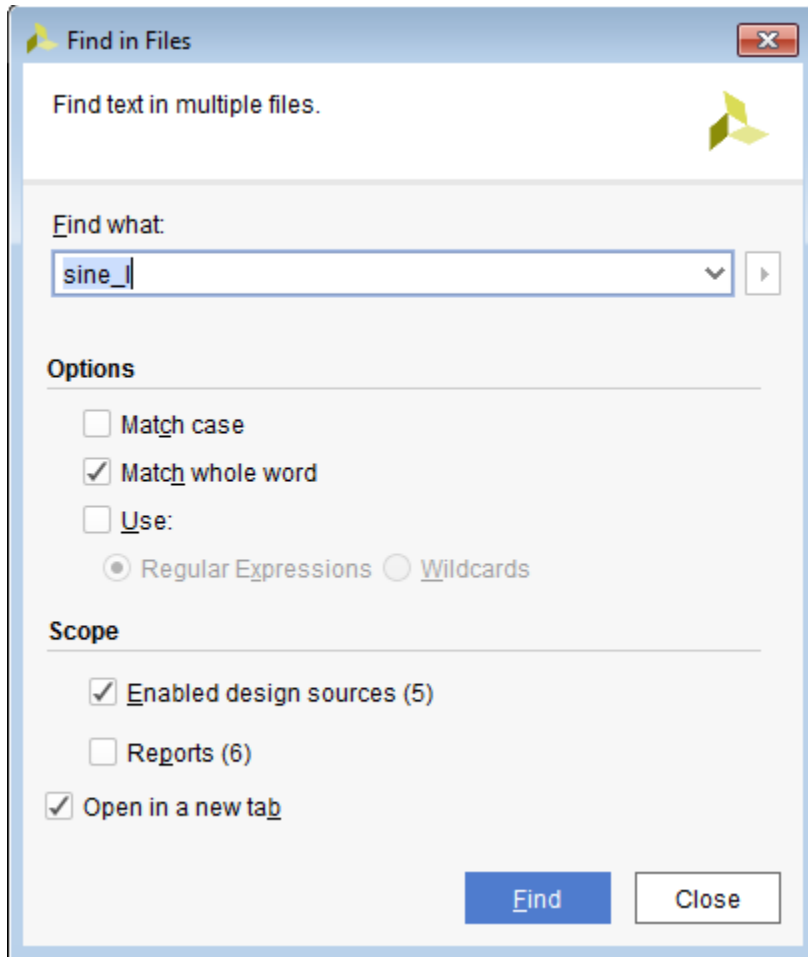 Find in Files
Find text in multiple files.
Find what:
sine_l
Options
Match case
Match whole word
Use:
Regular Expressions Wildcards
Scope
Enabled design sources (5)
Reports (6)
Open in a new tab
Find Close